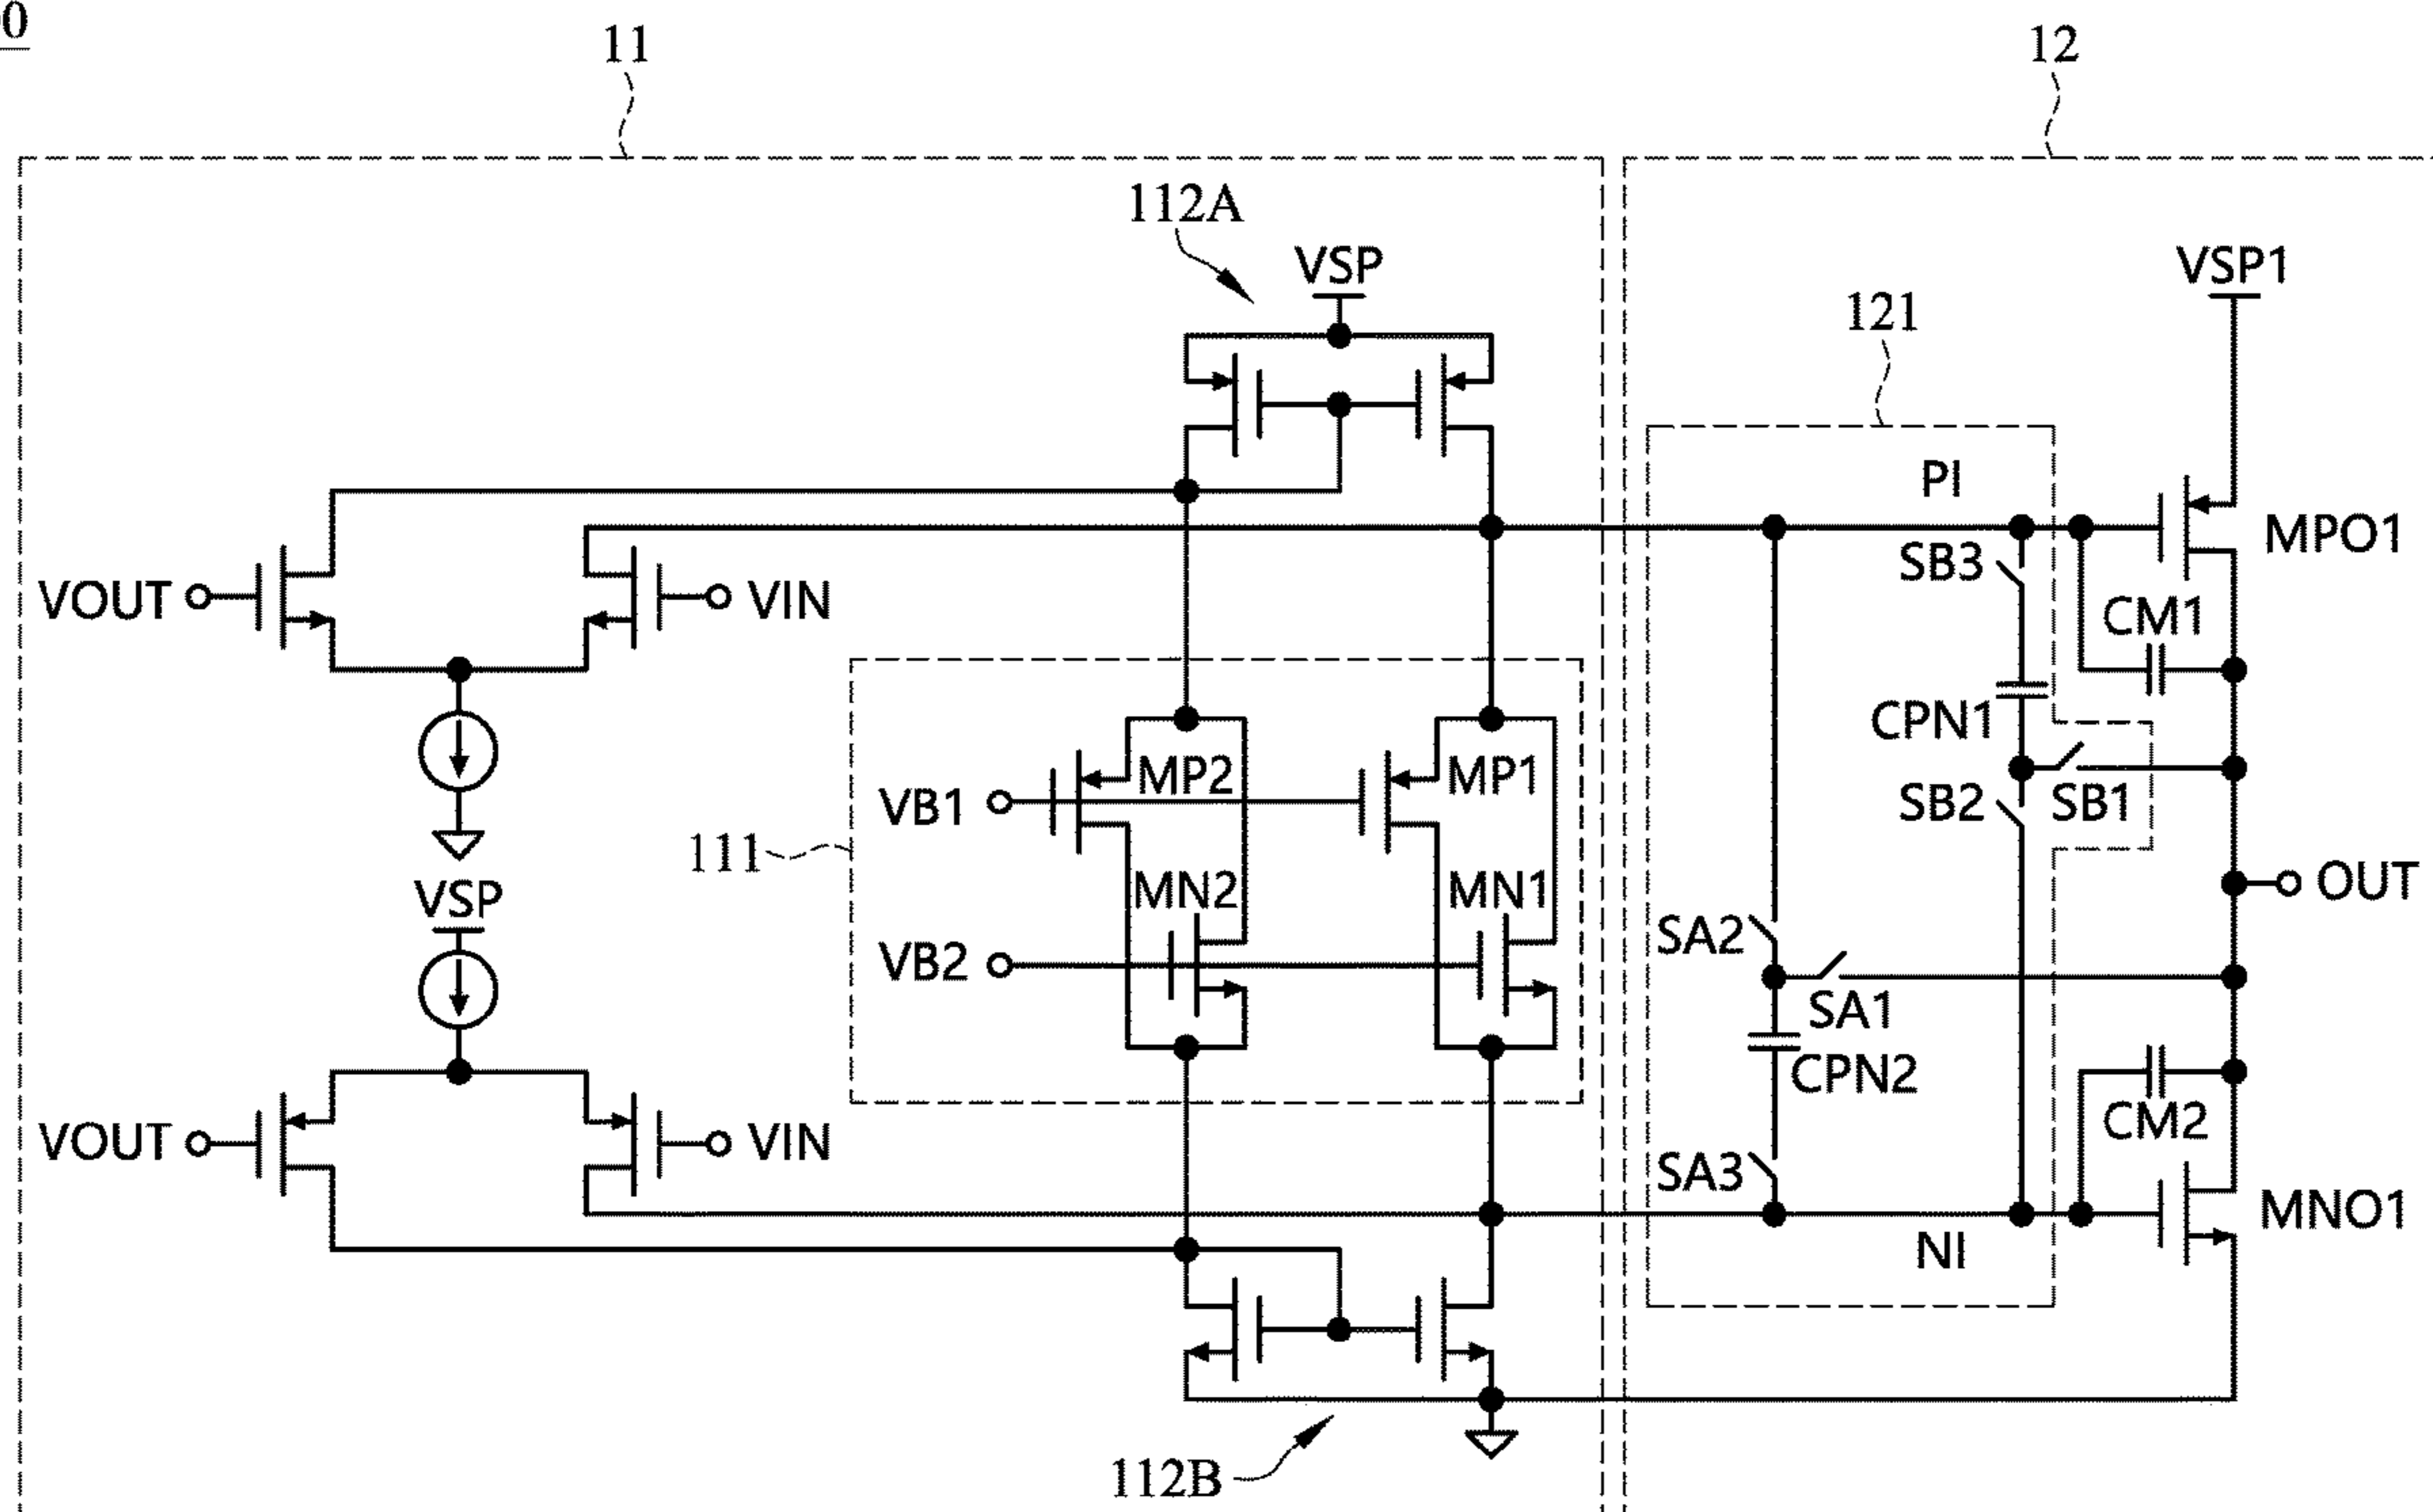 0
11
12
112A
VSP
VSP1
121
PI
MPO1
SB3
VOUT
VIN
CM1
CPN1
MP2
MP1
VB1
SB2
SB1
111
VSP
MN2
MN1
OUT
SA2
VB2
SA1
CPN2
CM2
VOUT
VIN
SA3
MNO1
NI
112B